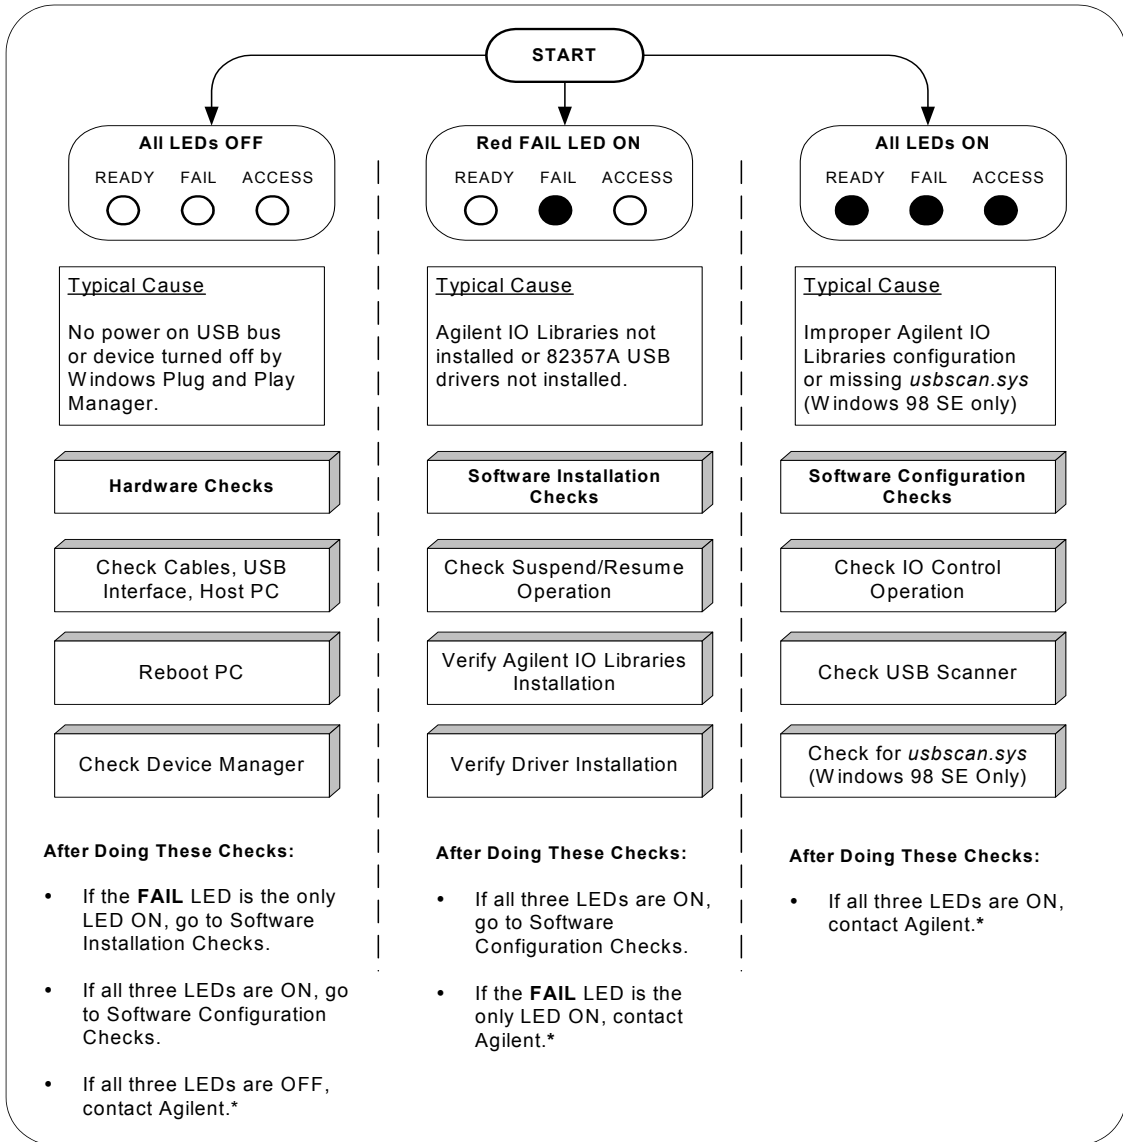 START
All LEDs OFF
READY FAIL ACCESS
Typical Cause
No power on USB bus
or device turned off by
Windows Plug and Play
Manager.
Hardware Checks
Check Cables, USB
Interface, Host PC
Reboot PC
Check Device Manager
After Doing These Checks:
• If the FAIL LED is the only
LED ON, go to Software
Installation Checks.
• If all three LEDs are ON, go
to Software Configuration
Checks.
• If all three LEDs are OFF,
contact Agilent.*
Red FAIL LED ON
READY FAIL ACCESS
Typical Cause
Agilent IO Libraries not
installed or 82357A USB
drivers not installed.
Software Installation
Checks
Check Suspend/Resume
Operation
Verify Agilent IO Libraries
Installation
Verify Driver Installation
After Doing These Checks:
• If all three LEDs are ON,
go to Software
Configuration Checks.
• If the FAIL LED is the
only LED ON, contact
Agilent.*
All LEDs ON
READY FAIL ACCESS
Typical Cause
Improper Agilent IO
Libraries configuration
or missing usbscan.sys
(Windows 98 SE only)
Software Configuration
Checks
Check IO Control
Operation
Check USB Scanner
Check for usbscan.sys
(Windows 98 SE Only)
After Doing These Checks:
• If all three LEDs are ON,
contact Agilent.*